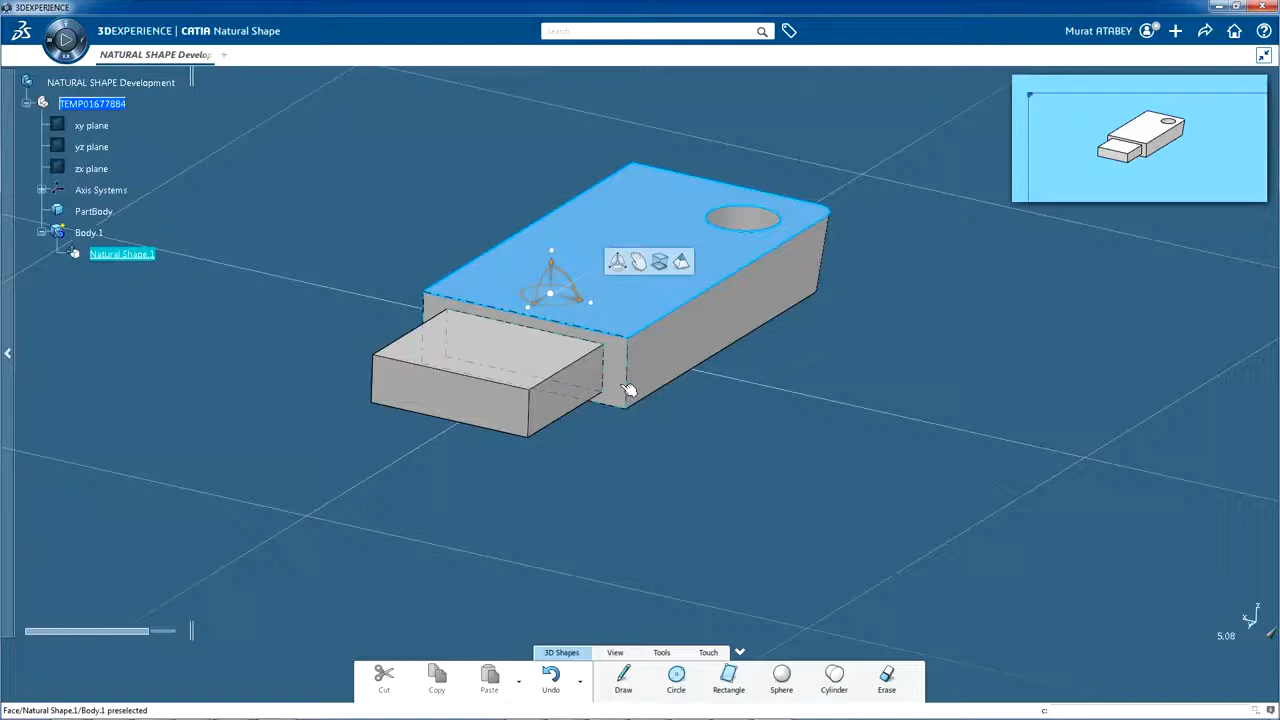 3DEXPERIENCE
3DEXPERIENCE | CATIA Natural Shape
Search
Murat ATABEY
NATURAL SHAPE Develop
NATURAL SHAPE Development
TEMP01677884
xy plane
yz plane
zx plane
Axis Systems
PartBody
Body.1
Natural Shape.1
z
x
y
5.08
3D Shapes View Tools Touch
Cut Copy Paste Undo Draw Circle Rectangle Sphere Cylinder Erase
Face/Natural Shape.1/Body.1 preselected
c: